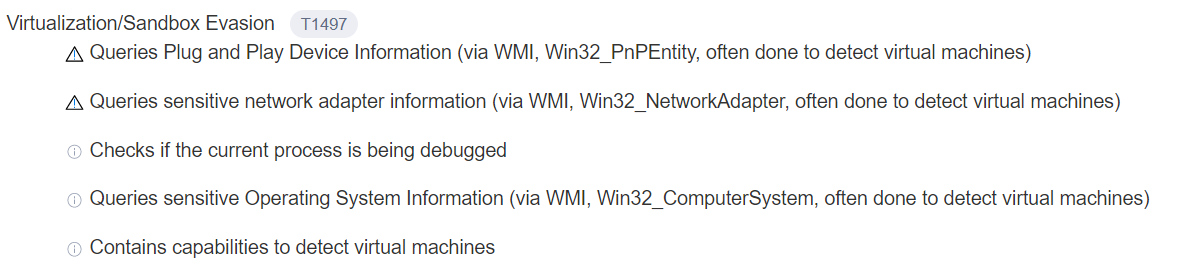 Virtualization/Sandbox Evasion T1497
Queries Plug and Play Device Information (via WMI, Win32_PnPEntity, often done to detect virtual machines)
Queries sensitive network adapter information (via WMI, Win32_NetworkAdapter, often done to detect virtual machines)
Checks if the current process is being debugged
Queries sensitive Operating System Information (via WMI, Win32_ComputerSystem, often done to detect virtual machines)
Contains capabilities to detect virtual machines